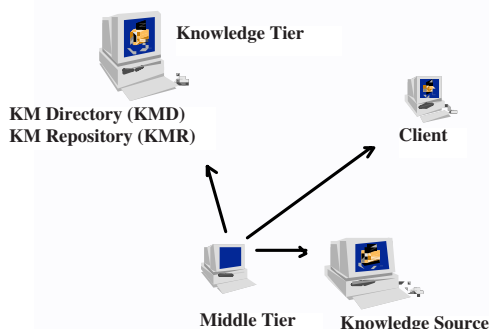 Knowledge Tier
KM Directory (KMD)
KM Repository (KMR)
Client
Middle Tier
Knowledge Source